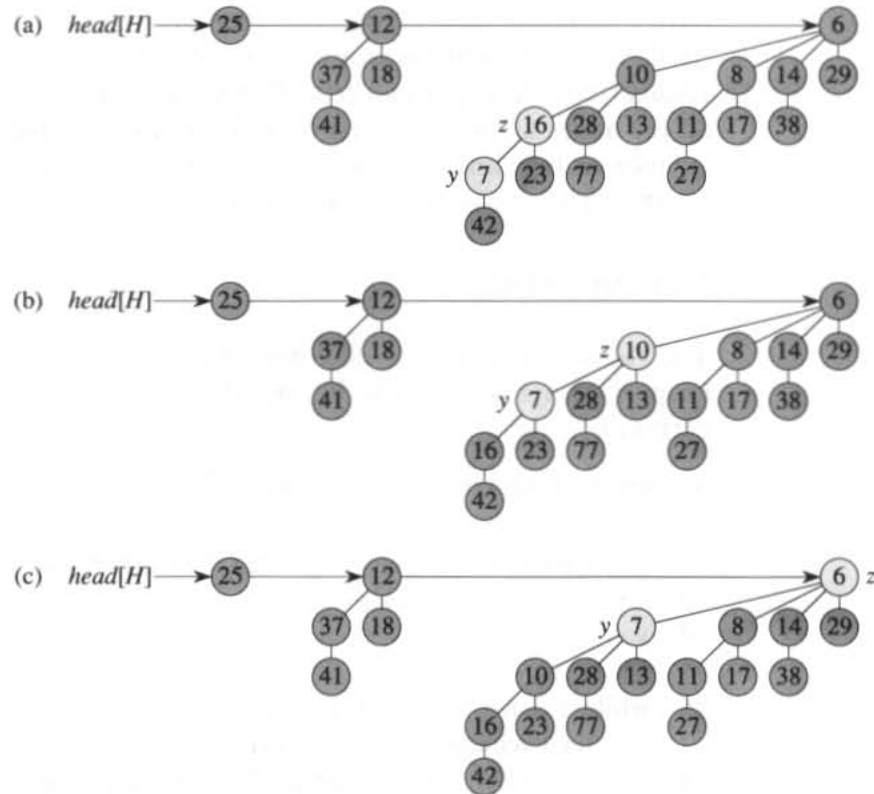 (a) head[H] 25 12 6
37 18 10 8 14 29
41 z 16 28 13 11 17 38
y 7 23 77 27
42
(b) head[H] 25 12 6
37 18 z 10 8 14 29
41 y 7 28 13 11 17 38
16 23 77 27
42
(c) head[H] 25 12 6 z
37 18 y 7 8 14 29
41 10 28 13 11 17 38
16 23 77 27
42